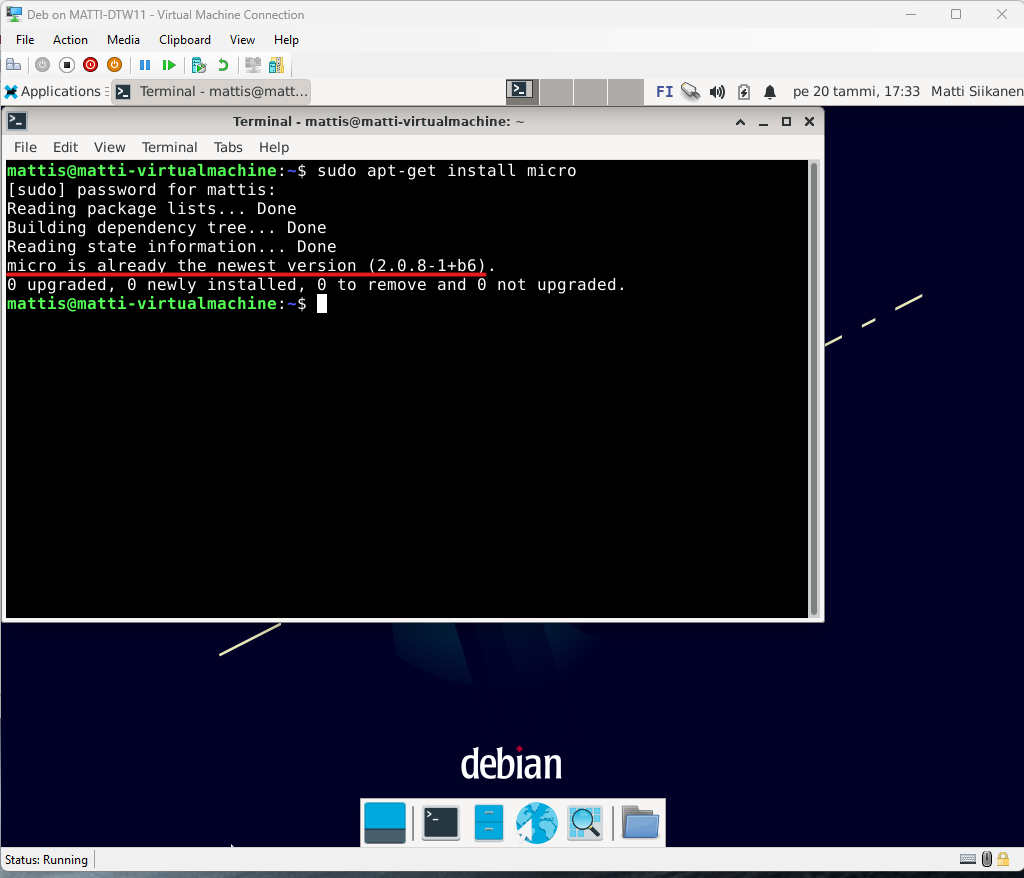 Deb on MATTI-DTW11 - Virtual Machine Connection
File Action Media Clipboard View Help
Applications Terminal - mattis@matt... FI pe 20 tammi, 17:33 Matti Siikanen
Terminal - mattis@matti-virtualmachine: ~
File Edit View Terminal Tabs Help
mattis@matti-virtualmachine:~$ sudo apt-get install micro
[sudo] password for mattis:
Reading package lists... Done
Building dependency tree... Done
Reading state information... Done
micro is already the newest version (2.0.8-1+b6).
0 upgraded, 0 newly installed, 0 to remove and 0 not upgraded.
mattis@matti-virtualmachine:~$
debian
Status: Running